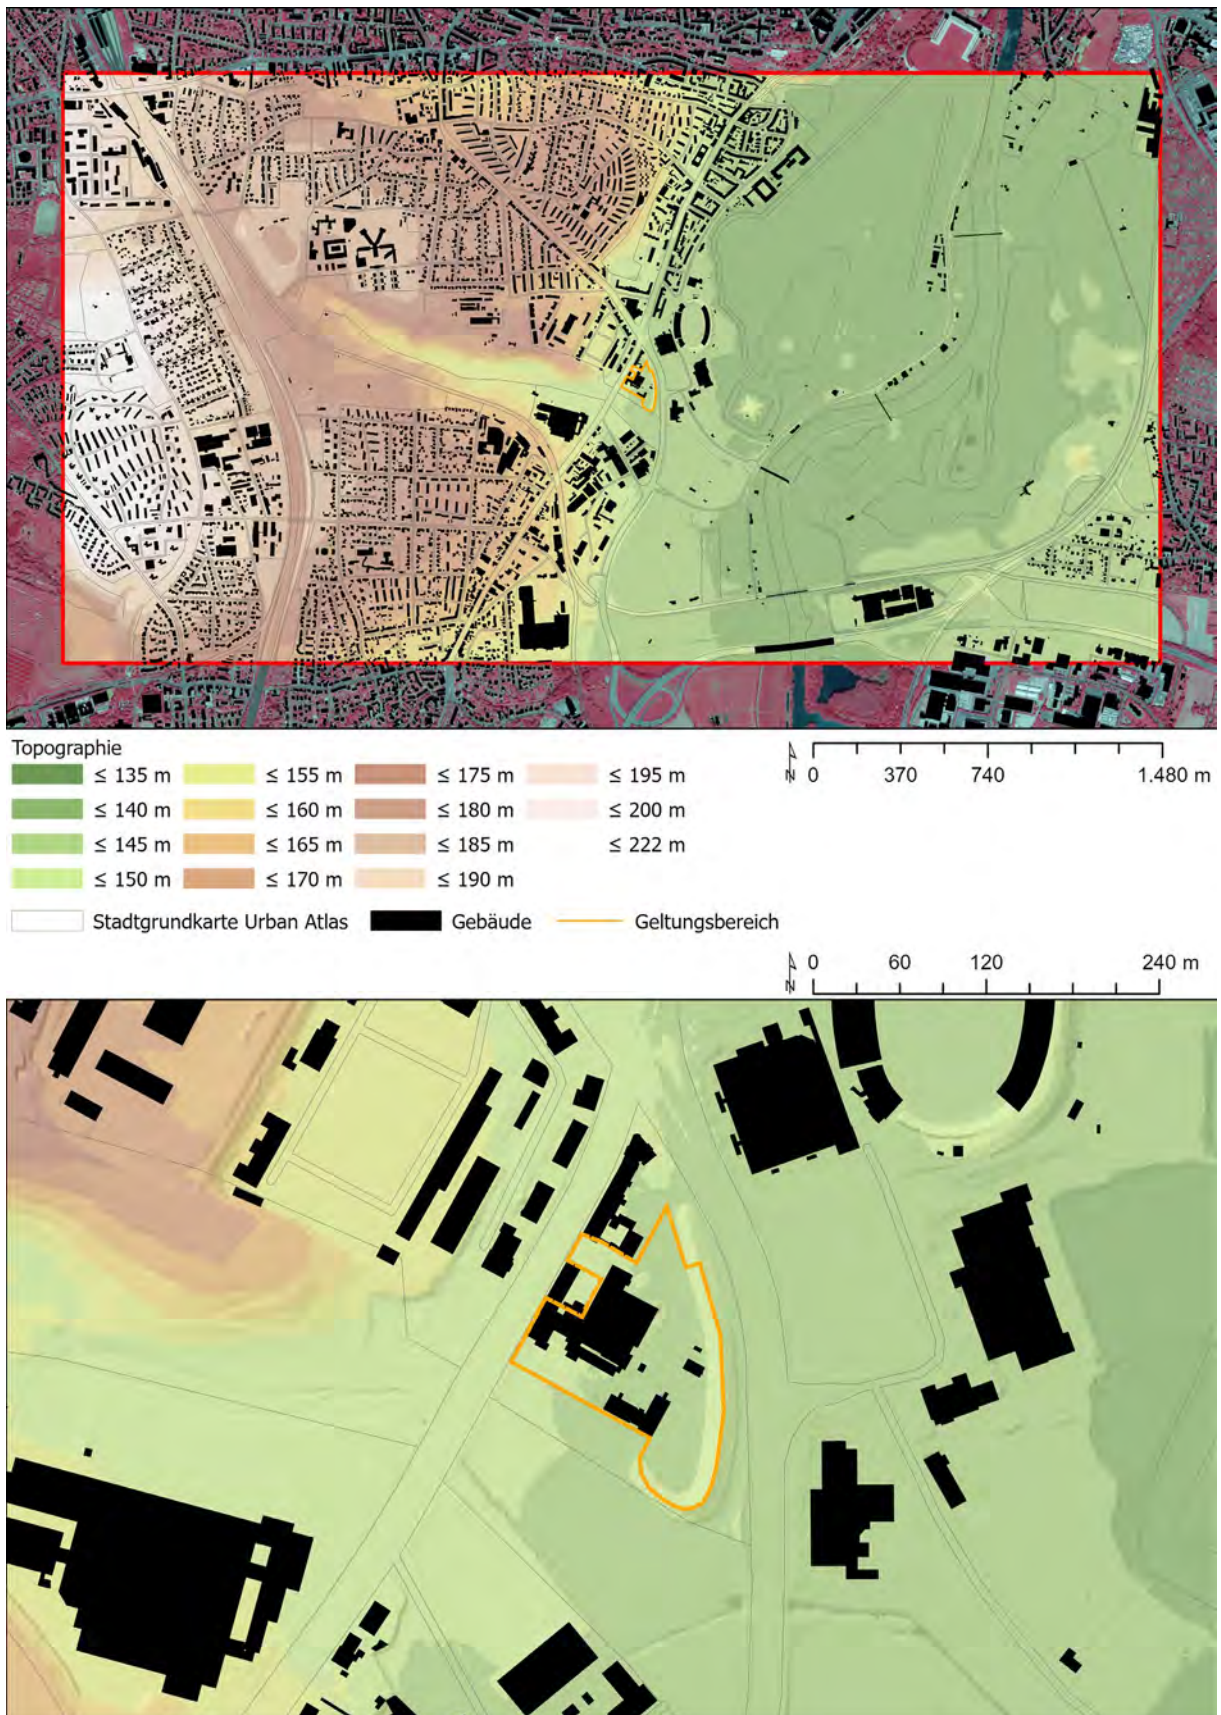 Topographie
≤ 135 m ≤ 155 m ≤ 175 m ≤ 195 m
≤ 140 m ≤ 160 m ≤ 180 m ≤ 200 m
≤ 145 m ≤ 165 m ≤ 185 m ≤ 222 m
≤ 150 m ≤ 170 m ≤ 190 m
Stadtgrundkarte Urban Atlas Gebäude Geltungsbereich
N 0 370 740 1.480 m
N 0 60 120 240 m